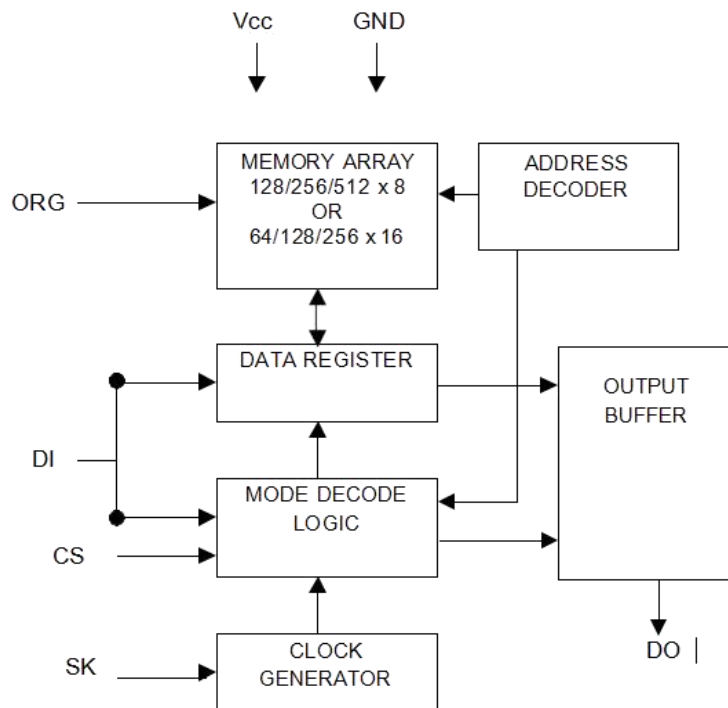 Vcc
GND
MEMORY ARRAY
128/256/512 x 8
OR
64/128/256 x 16
ADDRESS
DECODER
ORG
DATA REGISTER
OUTPUT
BUFFER
DI
MODE DECODE
LOGIC
CS
CLOCK
GENERATOR
SK
DO